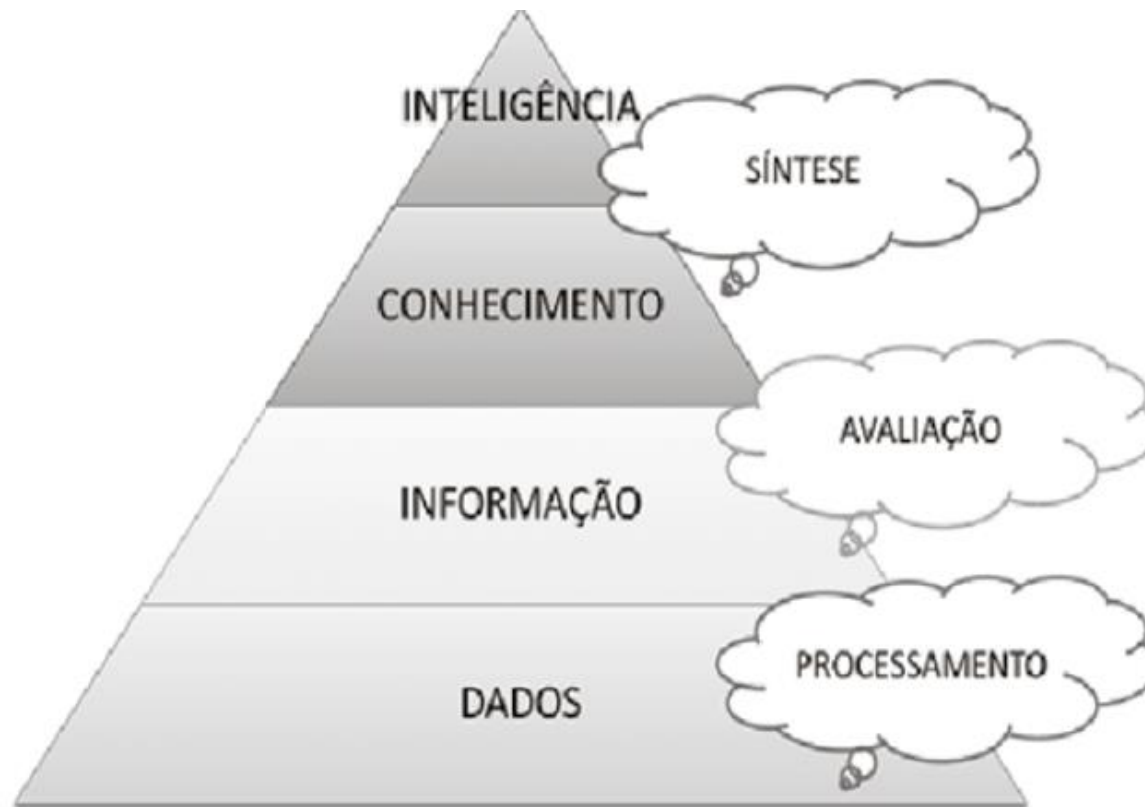 INTELIGÊNCIA
SÍNTESE
CONHECIMENTO
AVALIAÇÃO
INFORMAÇÃO
PROCESSAMENTO
DADOS